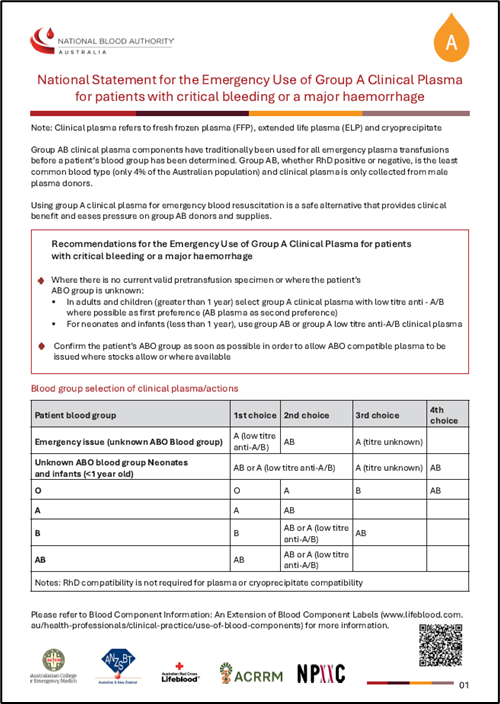 NATIONAL BLOOD AUTHORITY
AUSTRALIA
A
National Statement for the Emergency Use of Group A Clinical Plasma
for patients with critical bleeding or a major haemorrhage
Note: Clinical plasma refers to fresh frozen plasma (FFP), extended life plasma (ELP) and cryoprecipitate
Group AB clinical plasma components have traditionally been used for all emergency plasma transfusions
before a patient's blood group has been determined. Group AB, whether RhD positive or negative, is the least
common blood type (only 4% of the Australian population) and clinical plasma is only collected from male
plasma donors.
Using group A clinical plasma for emergency blood resuscitation is a safe alternative that provides clinical
benefit and eases pressure on group AB donors and supplies.
Recommendations for the Emergency Use of Group A Clinical Plasma for patients
with critical bleeding or a major haemorrhage
Where there is no current valid pretransfusion specimen or where the patient's
ABO group is unknown:
• In adults and children (greater than 1 year) select group A clinical plasma with low titre anti - A/B
where possible as first preference (AB plasma as second preference)
• For neonates and infants (less than 1 year), use group AB or group A low titre anti-A/B clinical plasma
Confirm the patient's ABO group as soon as possible in order to allow ABO compatible plasma to be
issued where stocks allow or where available
Blood group selection of clinical plasma/actions
Patient blood group 1st choice 2nd choice 3rd choice 4th choice
Emergency issue (unknown ABO Blood group) A (low titre anti-A/B) AB A (titre unknown)
Unknown ABO blood group Neonates and infants (<1 year old) AB or A (low titre anti-A/B) A (titre unknown) AB
O O A B AB
A A AB
B B AB or A (low titre anti-A/B) AB
AB AB AB or A (low titre anti-A/B)
Notes: RhD compatibility is not required for plasma or cryoprecipitate compatibility
Please refer to Blood Component Information: An Extension of Blood Component Labels (www.lifeblood.com.
au/health-professionals/clinical-practice/use-of-blood-components) for more information.
Australasian College
for Emergency Medicine
ANZSBT
Australian & New Zealand
Australian Red Cross
Lifeblood
ACRRM
01